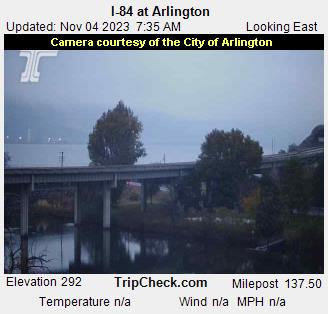 I-84 at Arlington
Updated: Nov 04 2023 7:35 AM Looking East
Camera courtesy of the City of Arlington
Elevation 292 TripCheck.com Milepost 137.50
Temperature n/a Wind n/a MPH n/a